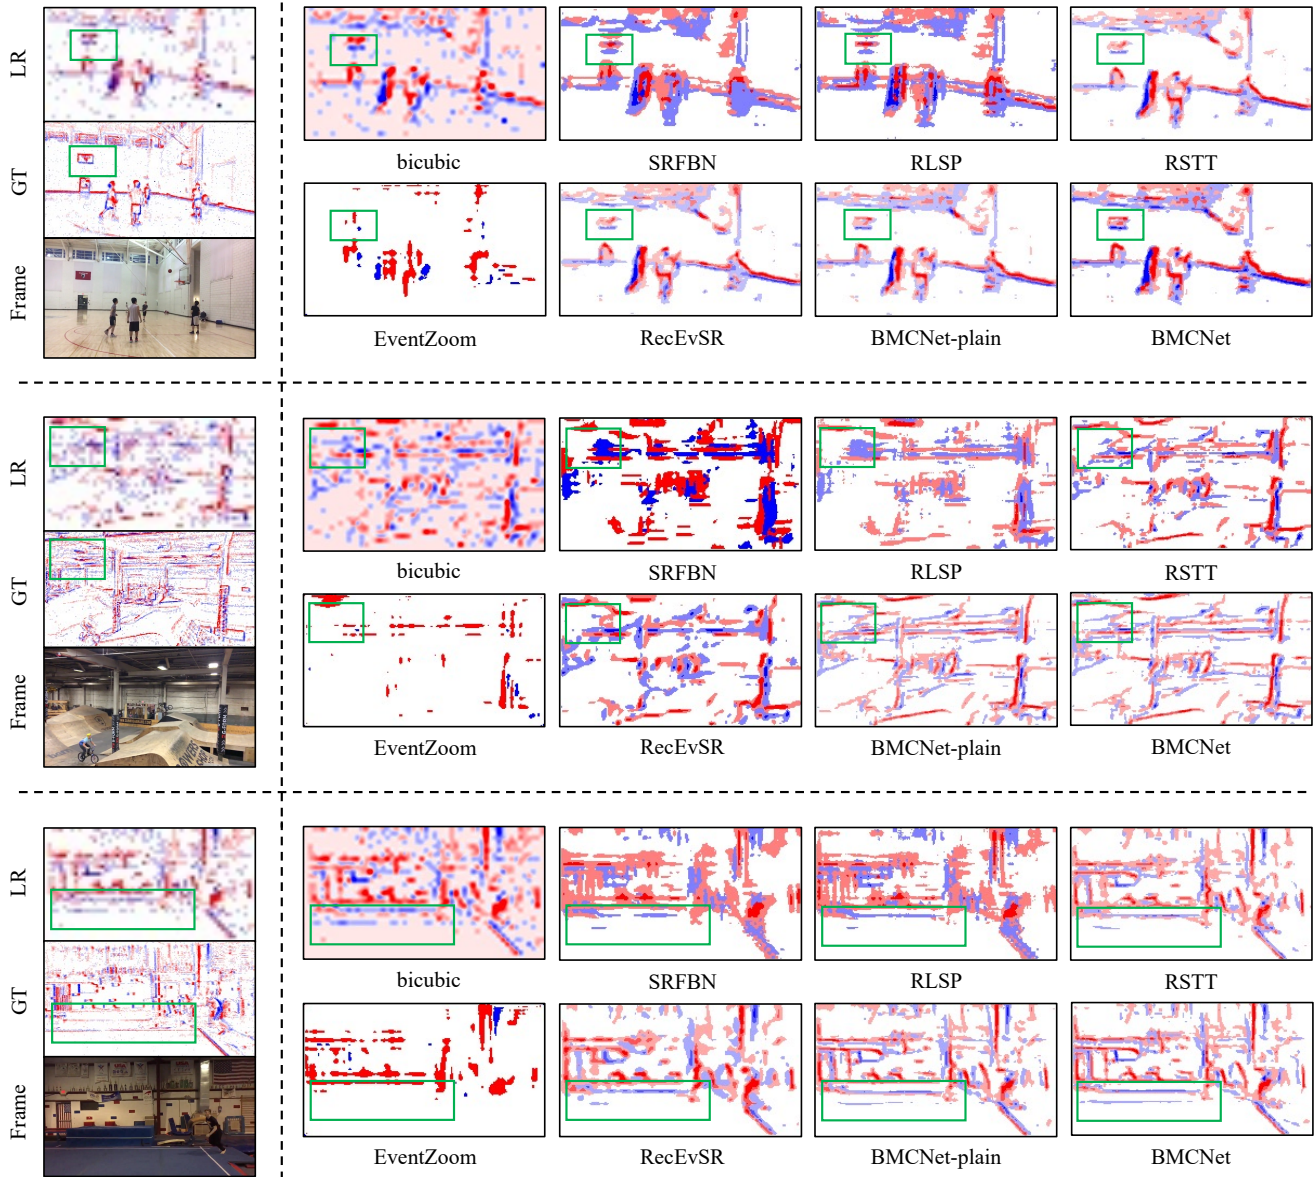 LR
GT
Frame
bicubic
SRFBN
RLSP
RSTT
EventZoom
RecEvSR
BMCNet-plain
BMCNet
LR
GT
Frame
bicubic
SRFBN
RLSP
RSTT
EventZoom
RecEvSR
BMCNet-plain
BMCNet
LR
GT
Frame
bicubic
SRFBN
RLSP
RSTT
EventZoom
RecEvSR
BMCNet-plain
BMCNet